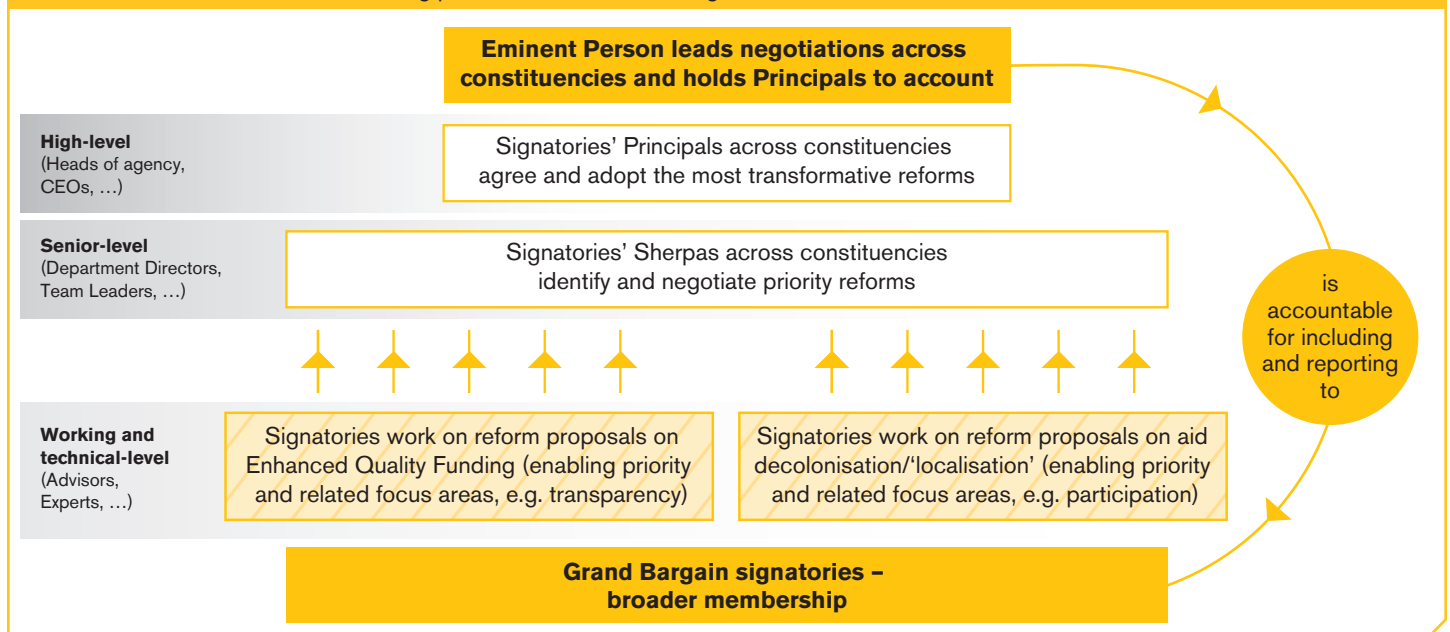 Eminent Person leads negotiations across
constituencies and holds Principals to account
High-level
(Heads of agency,
CEOs, …)
Signatories’ Principals across constituencies
agree and adopt the most transformative reforms
Senior-level
(Department Directors,
Team Leaders, …)
Signatories’ Sherpas across constituencies
identify and negotiate priority reforms
is
accountable
for including
and reporting
to
Working and
technical-level
(Advisors,
Experts, …)
Signatories work on reform proposals on
Enhanced Quality Funding (enabling priority
and related focus areas, e.g. transparency)
Signatories work on reform proposals on aid
decolonisation/‘localisation’ (enabling priority
and related focus areas, e.g. participation)
Grand Bargain signatories –
broader membership